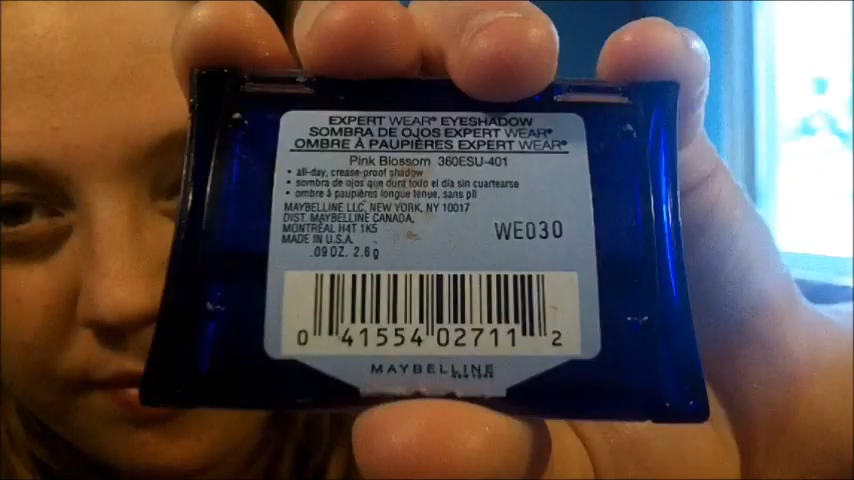 EXPERT WEAR® EYESHADOW
SOMBRA DE OJOS EXPERT WEAR®
OMBRE À PAUPIÈRES EXPERT WEAR®
Pink Blossom 360ESU-401
• all-day, crease-proof shadow
• sombra de ojos que dura todo el día sin cuartearse
• ombre à paupières longue tenue, sans pli
MAYBELLINE LLC, NEW YORK, NY 10017
DIST. MAYBELLINE CANADA,
MONTRÉAL H4T 1K5
MADE IN U.S.A.
.09 OZ. 2.6 g
WE030
0 41554 02711 2
MAYBELLINE
NEW YORK